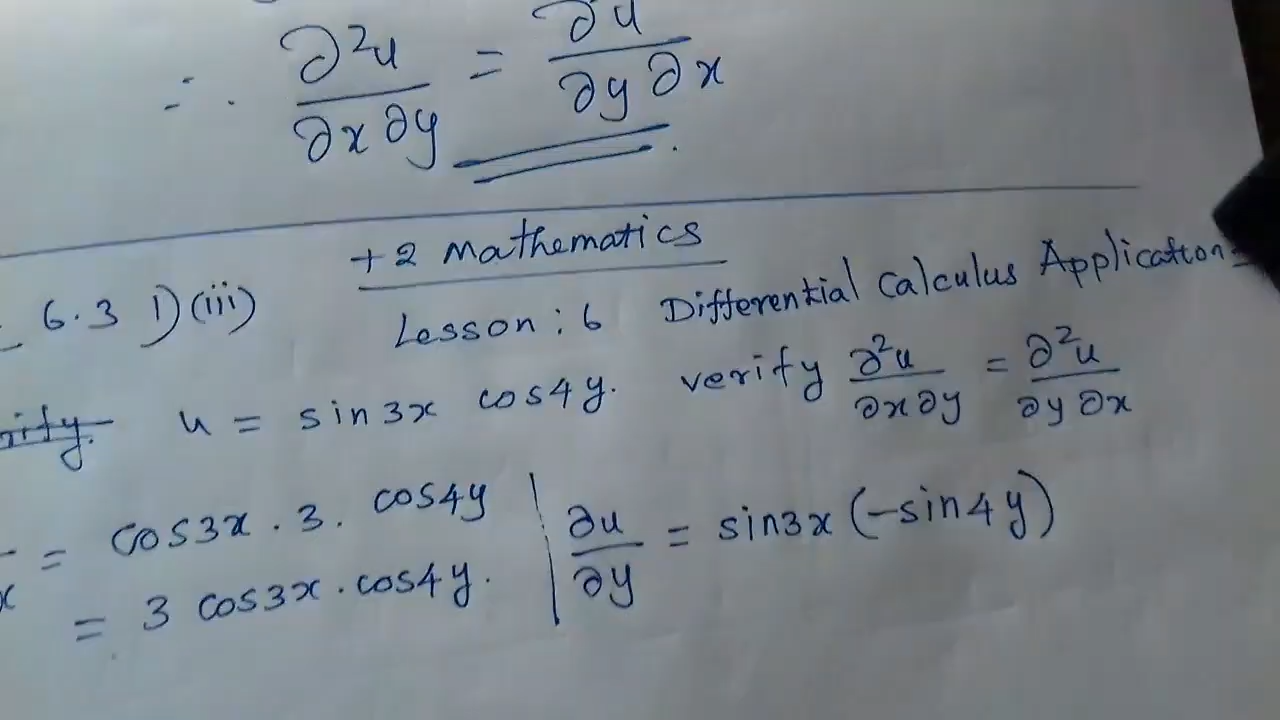 ∴ ∂²u/∂x ∂y = ∂u/∂y ∂x .
+2 Mathematics
6.3 1)(iii) Lesson : 6 Differential Calculus Applications
u = sin3x cos4y. verify ∂²u/∂x ∂y = ∂²u/∂y ∂x
= cos3x . 3 . cos4y | ∂u/∂y = sin3x (-sin4y)
= 3 cos3x . cos4y.